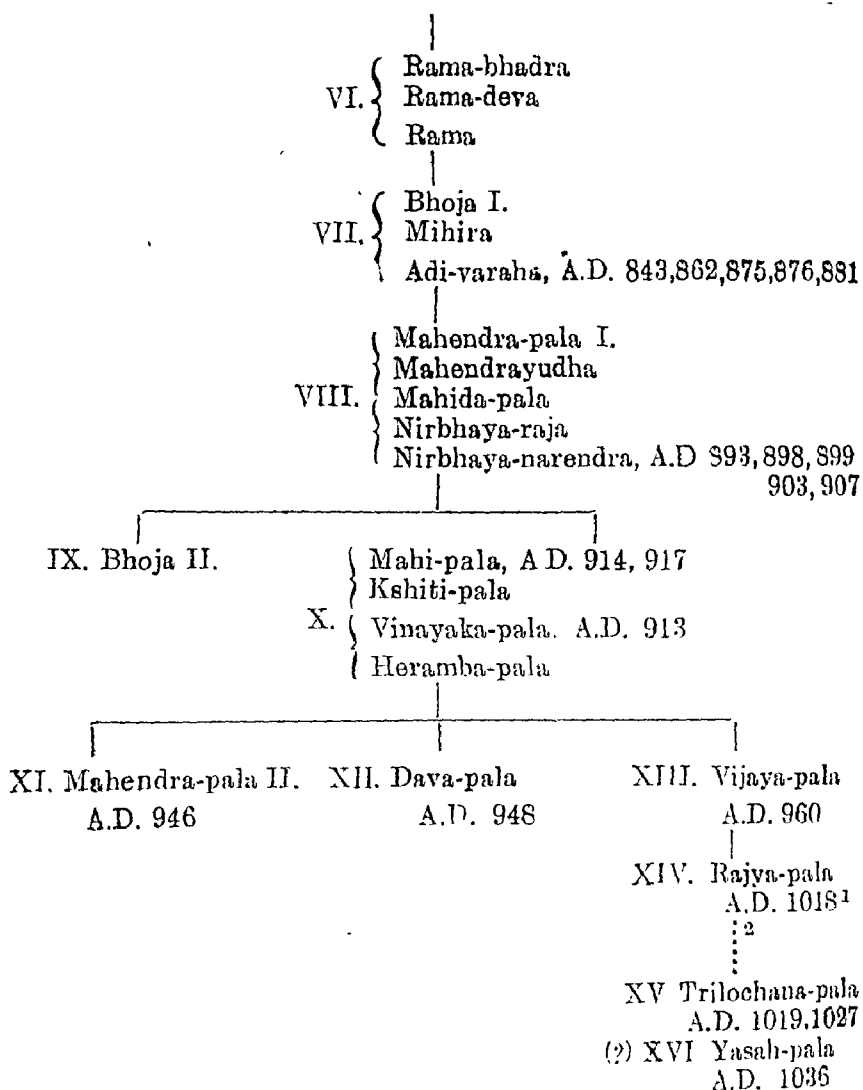 Rama-bhadra
VI. Rama-deva
Rama
Bhoja I.
VII. Mihira
Adi-varaha, A.D. 843,862,875,876,881
Mahendra-pala I.
Mahendrayudha
VIII. Mahida-pala
Nirbhaya-raja
Nirbhaya-narendra, A.D 893,898,899
903,907
IX. Bhoja II. Mahi-pala, A D. 914, 917
Kshiti-pala
X. Vinayaka-pala. A.D. 913
Heramba-pala
XI. Mahendra-pala II. XII. Dava-pala XIII. Vijaya-pala
A.D. 946 A.D. 948 A.D. 960
XIV. Rajya-pala
A.D. 1018¹
2
XV Trilochana-pala
A.D. 1019,1027
(?) XVI Yasah-pala
A.D. 1036